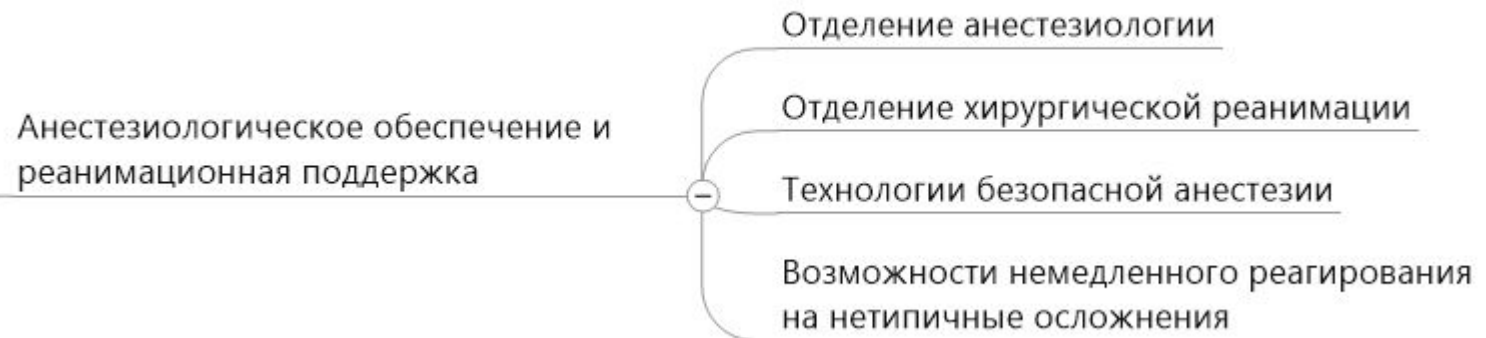 Анестезиологическое обеспечение и
реанимационная поддержка
Отделение анестезиологии
Отделение хирургической реанимации
Технологии безопасной анестезии
Возможности немедленного реагирования
на нетипичные осложнения